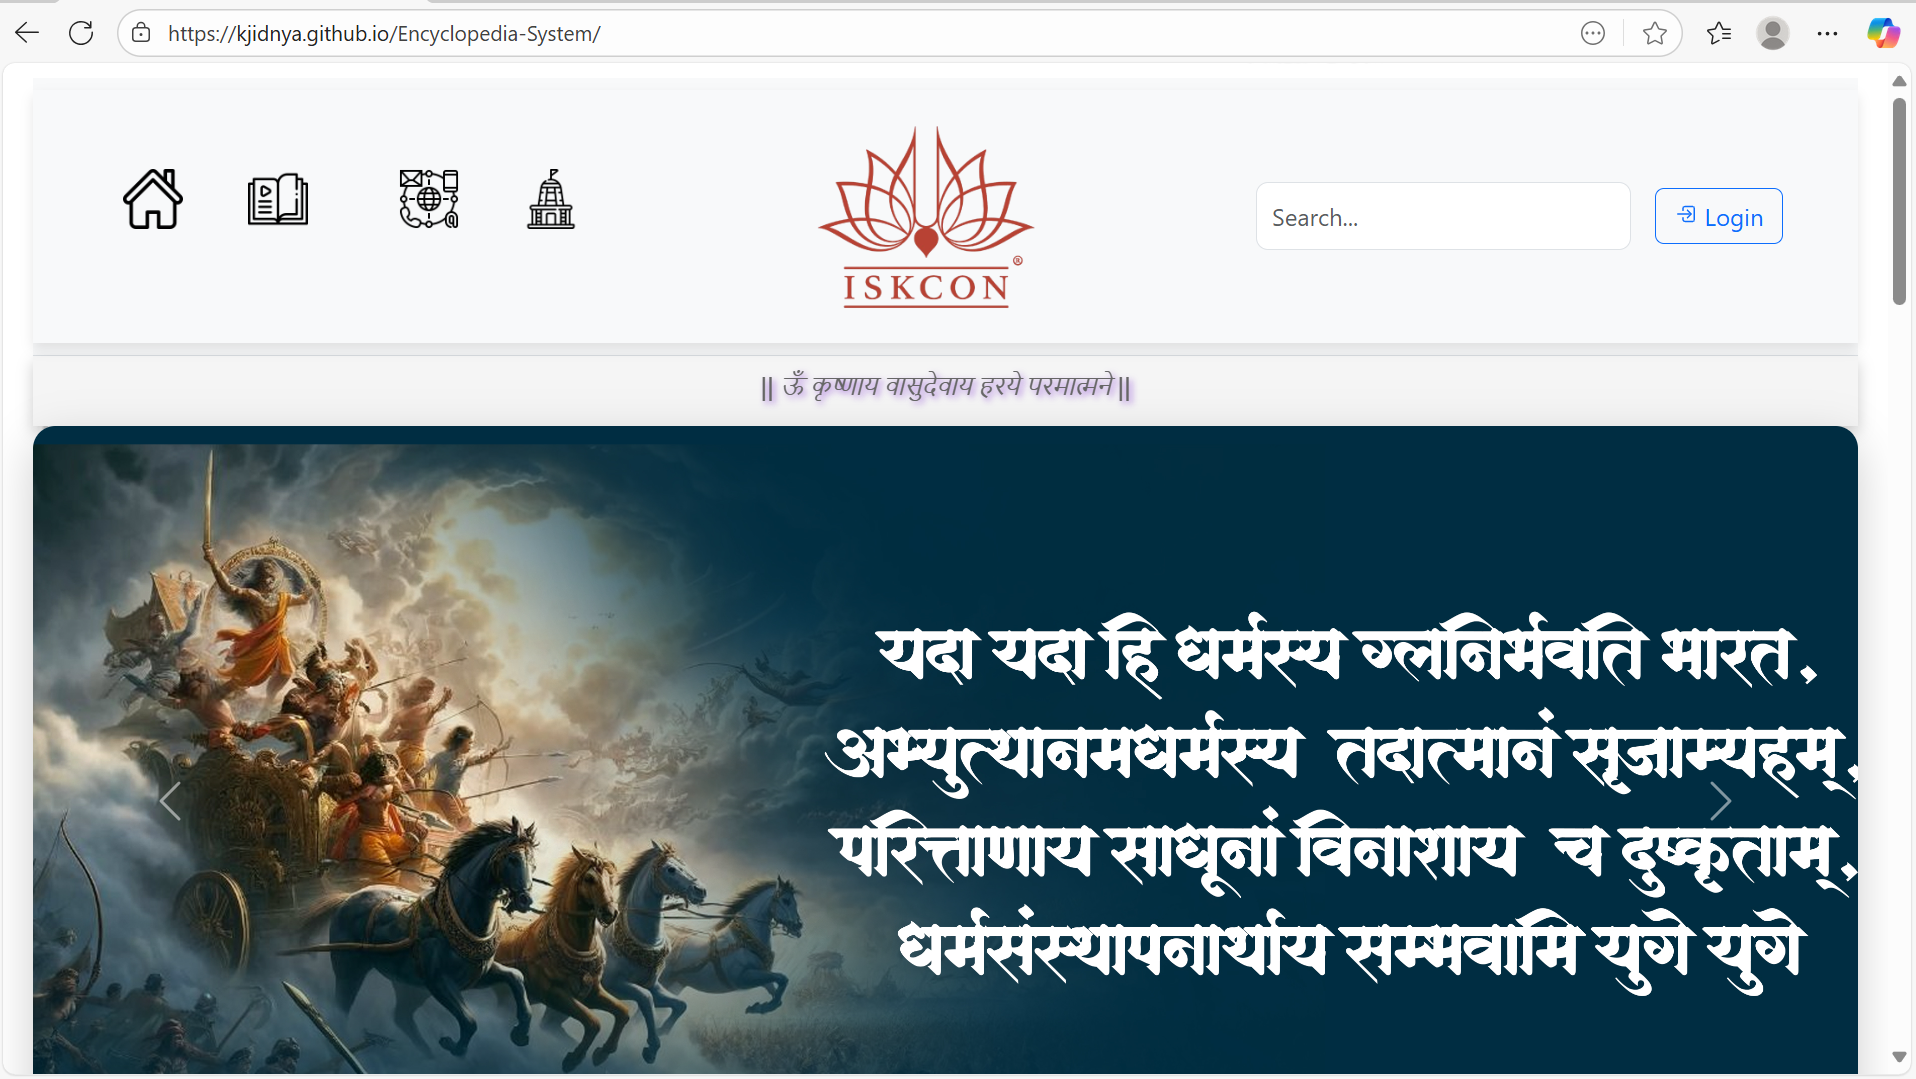 https://kjidnya.github.io/Encyclopedia-System/
ISKCON®
Search...
Login
|| ॐ कृष्णाय वासुदेवाय हरये परमात्मने ||
यदा यदा हि धर्मस्य ग्लनिर्भवति भारत.
अभ्युत्थानमधर्मस्य तदात्मानं सृजाम्यहम्.
परित्ताणाय साधूनां विनाशाय च दुष्कृताम्.
धर्मसंस्थापनार्थाय सम्भवामि युगे युगे